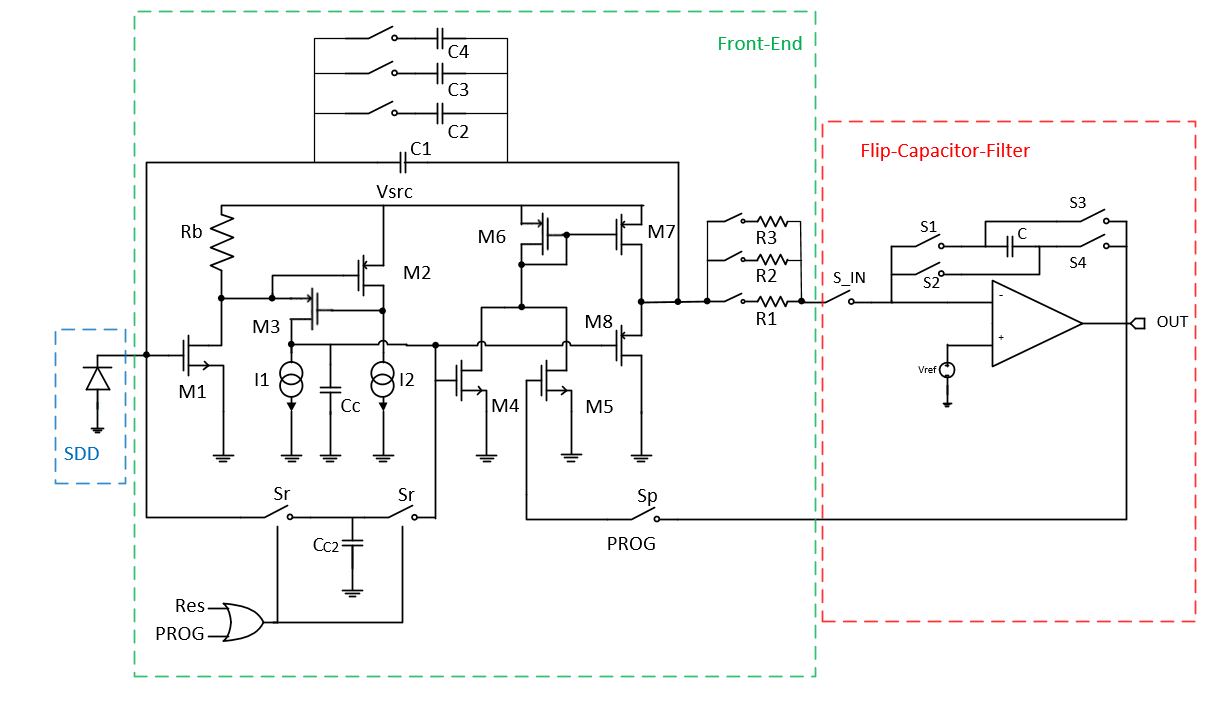 Front-End
C4
C3
C2
C1
Flip-Capacitor-Filter
Vsrc
Rb
M6
M7
M2
M3
R3
R2
R1
S_IN
S1
S2
S3
C
S4
-
+
OUT
Vref
M8
M1
I1
Cc
I2
M4
M5
SDD
Sr
Sr
Sp
CC2
PROG
Res
PROG